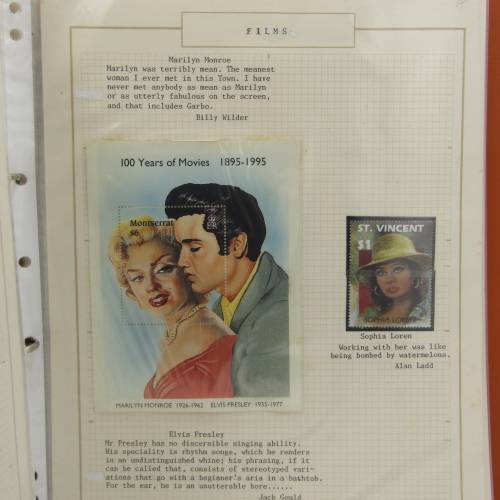 FILMS
Marilyn Monroe
Marilyn was terribly mean. The meanest
woman I ever met in this Town. I have
never met anybody as mean as Marilyn
or as utterly fabulous on the screen,
and that includes Garbo.
Billy Wilder
100 Years of Movies 1895-1995
Montserrat
$6
MARILYN MONROE 1926-1962 ELVIS PRESLEY 1935-1977
ST. VINCENT
$1
SOPHIA LOREN
Sophia Loren
Working with her was like
being bombed by watermelons.
Alan Ladd
Elvis Presley
Mr Presley has no discernible singing ability.
His speciality is rhythm songs, which he renders
in an undistinguished whine; his phrasing, if it
can be called that, consists of stereotyped vari-
ations that go with a beginner's aria in a bathtub.
For the ear, he is an unutterable bore......
Jack Gould